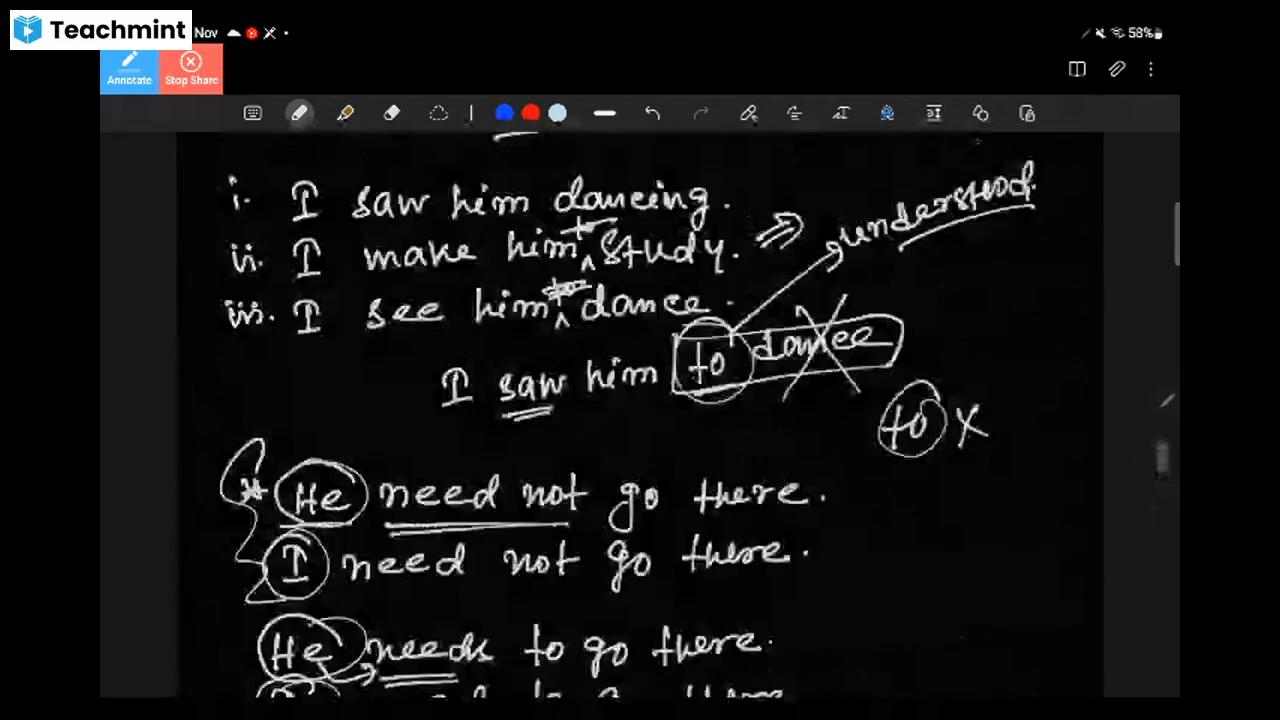 Teachmint
Nov
58%
Annotate
Stop Share
i. I saw him dancing.
to
ii. I make him ^ study. ⇒ understood
to
iii. I see him ^ dance.
I saw him to dance
to X
* He need not go there.
I need not go there.
He needs to go there.